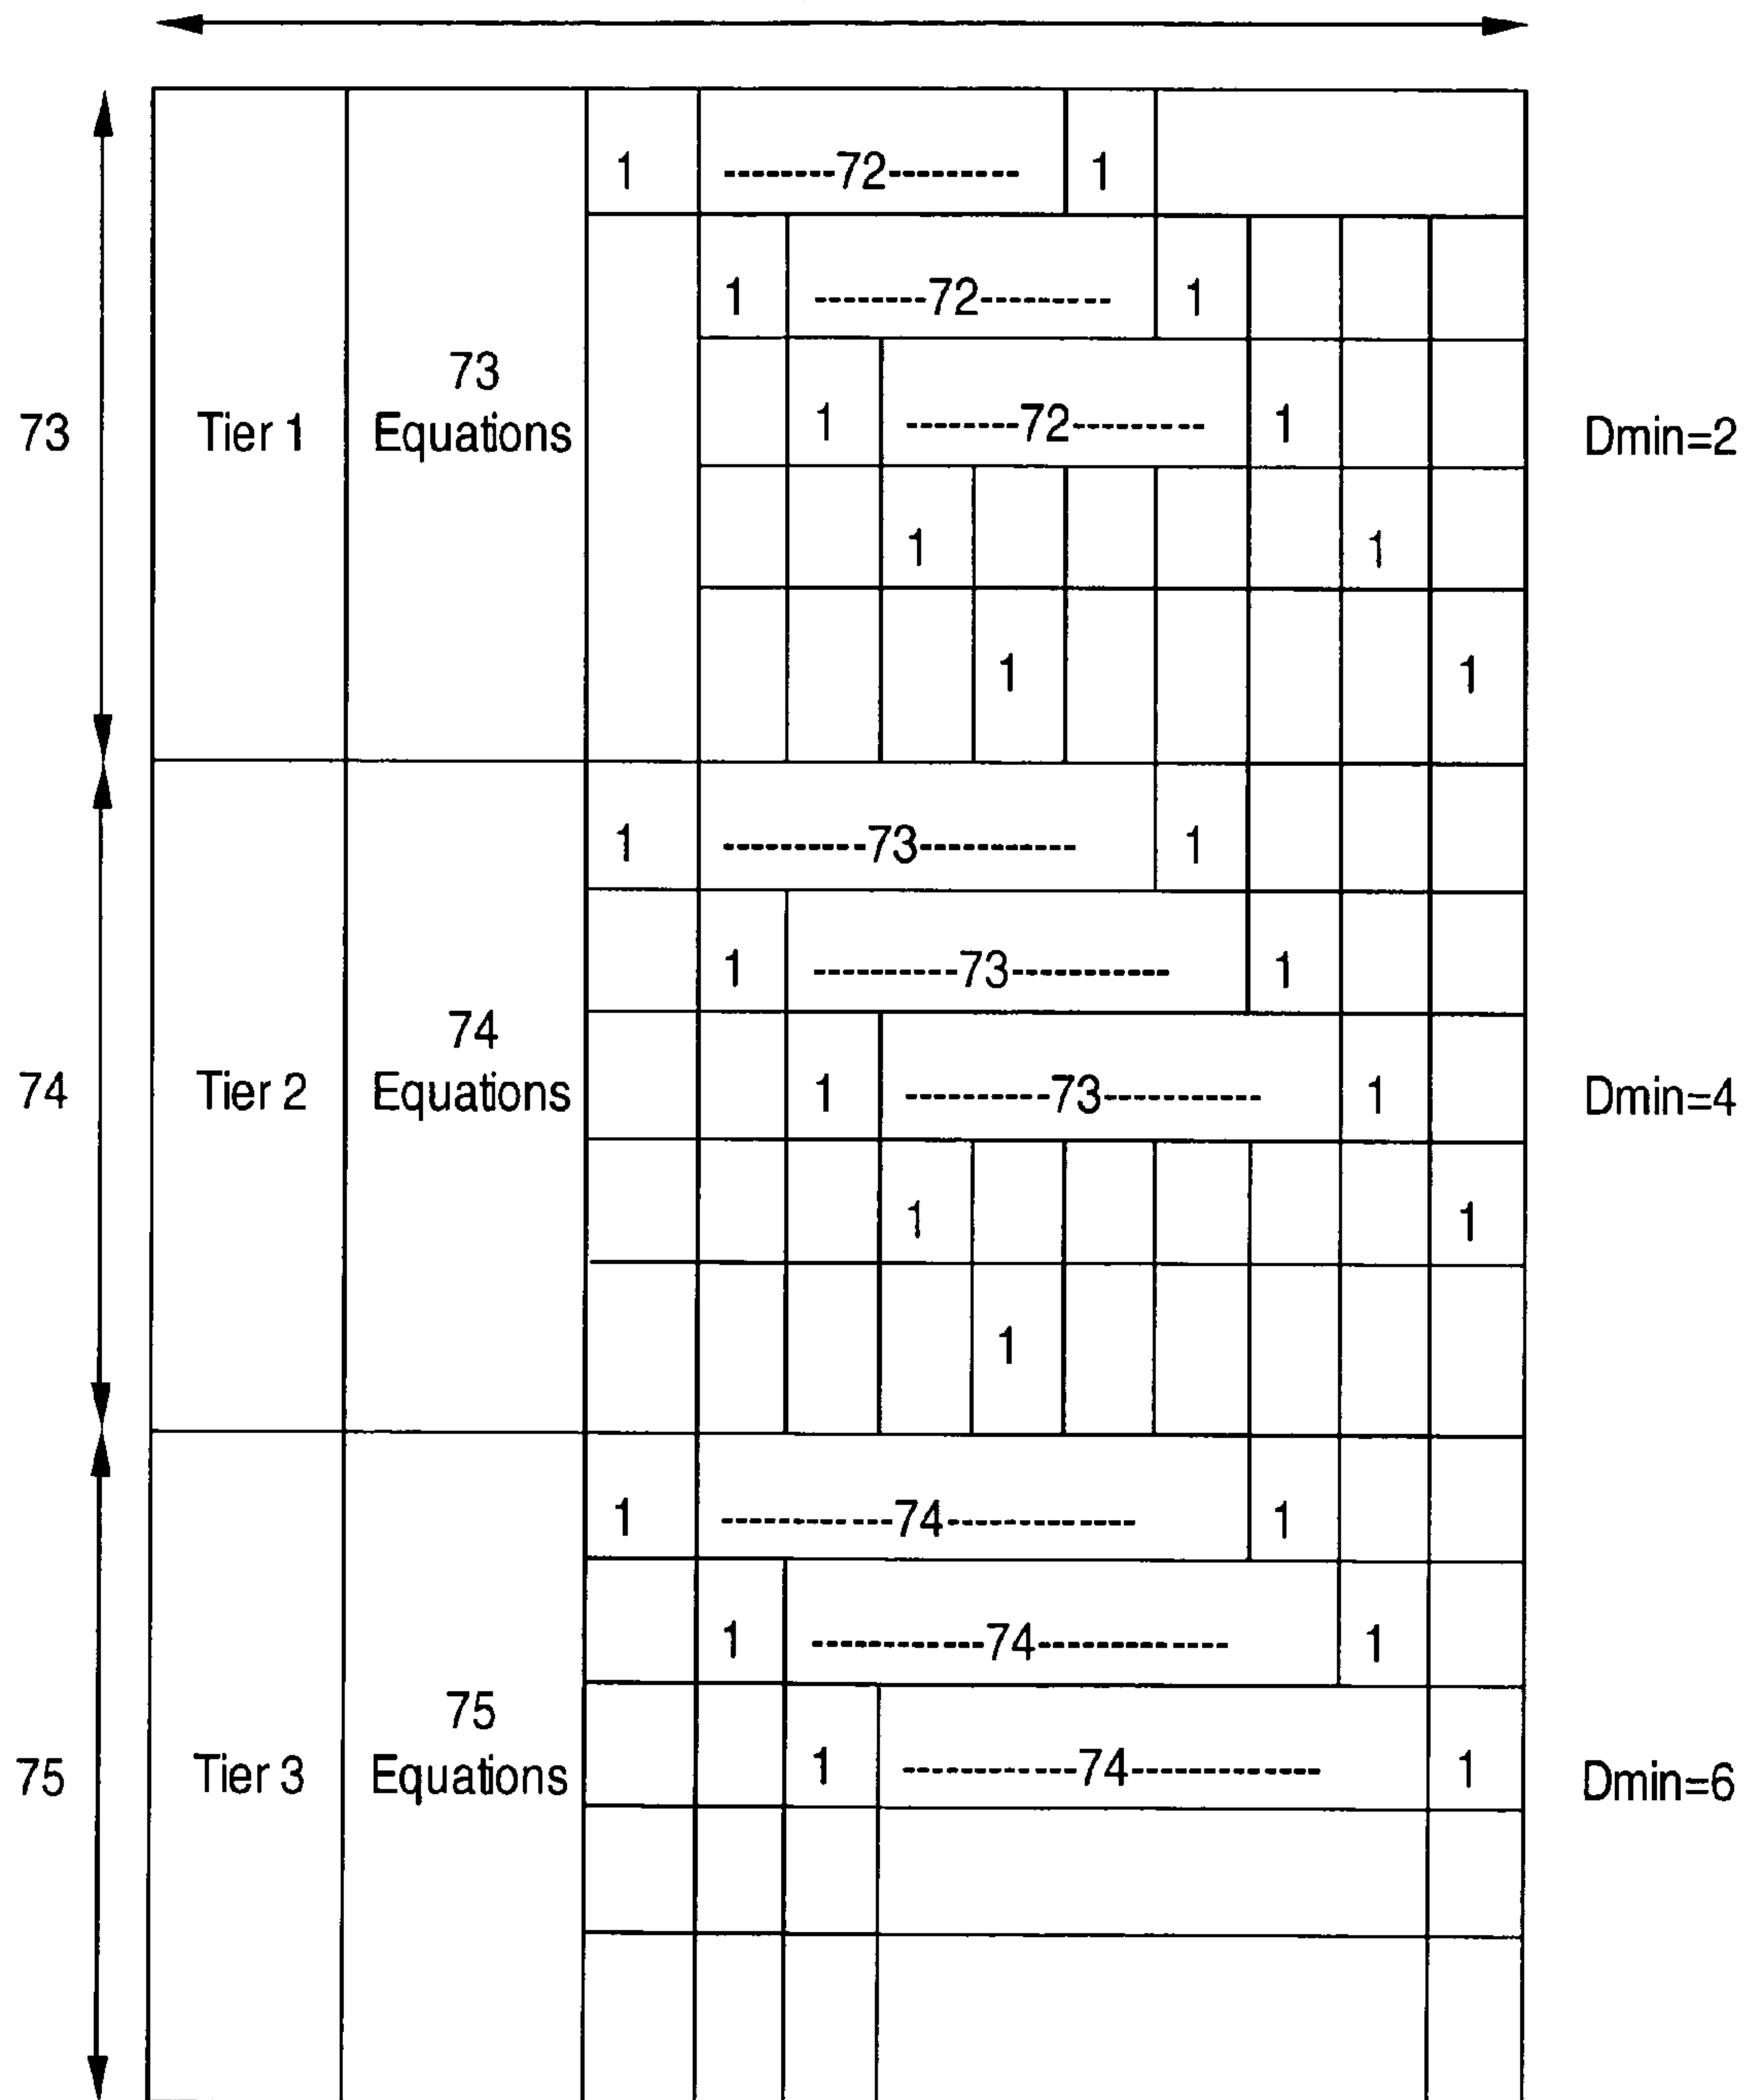 1 --------72--------- 1
1 --------72--------- 1
73
73 Tier 1 Equations 1 --------72--------- 1 Dmin=2
1 1
1 1
1 ----------73----------- 1
1 ----------73----------- 1
74
74 Tier 2 Equations 1 ----------73----------- 1 Dmin=4
1 1
1
1 ------------74------------- 1
1 ------------74------------- 1
75
75 Tier 3 Equations 1 ------------74------------- 1 Dmin=6